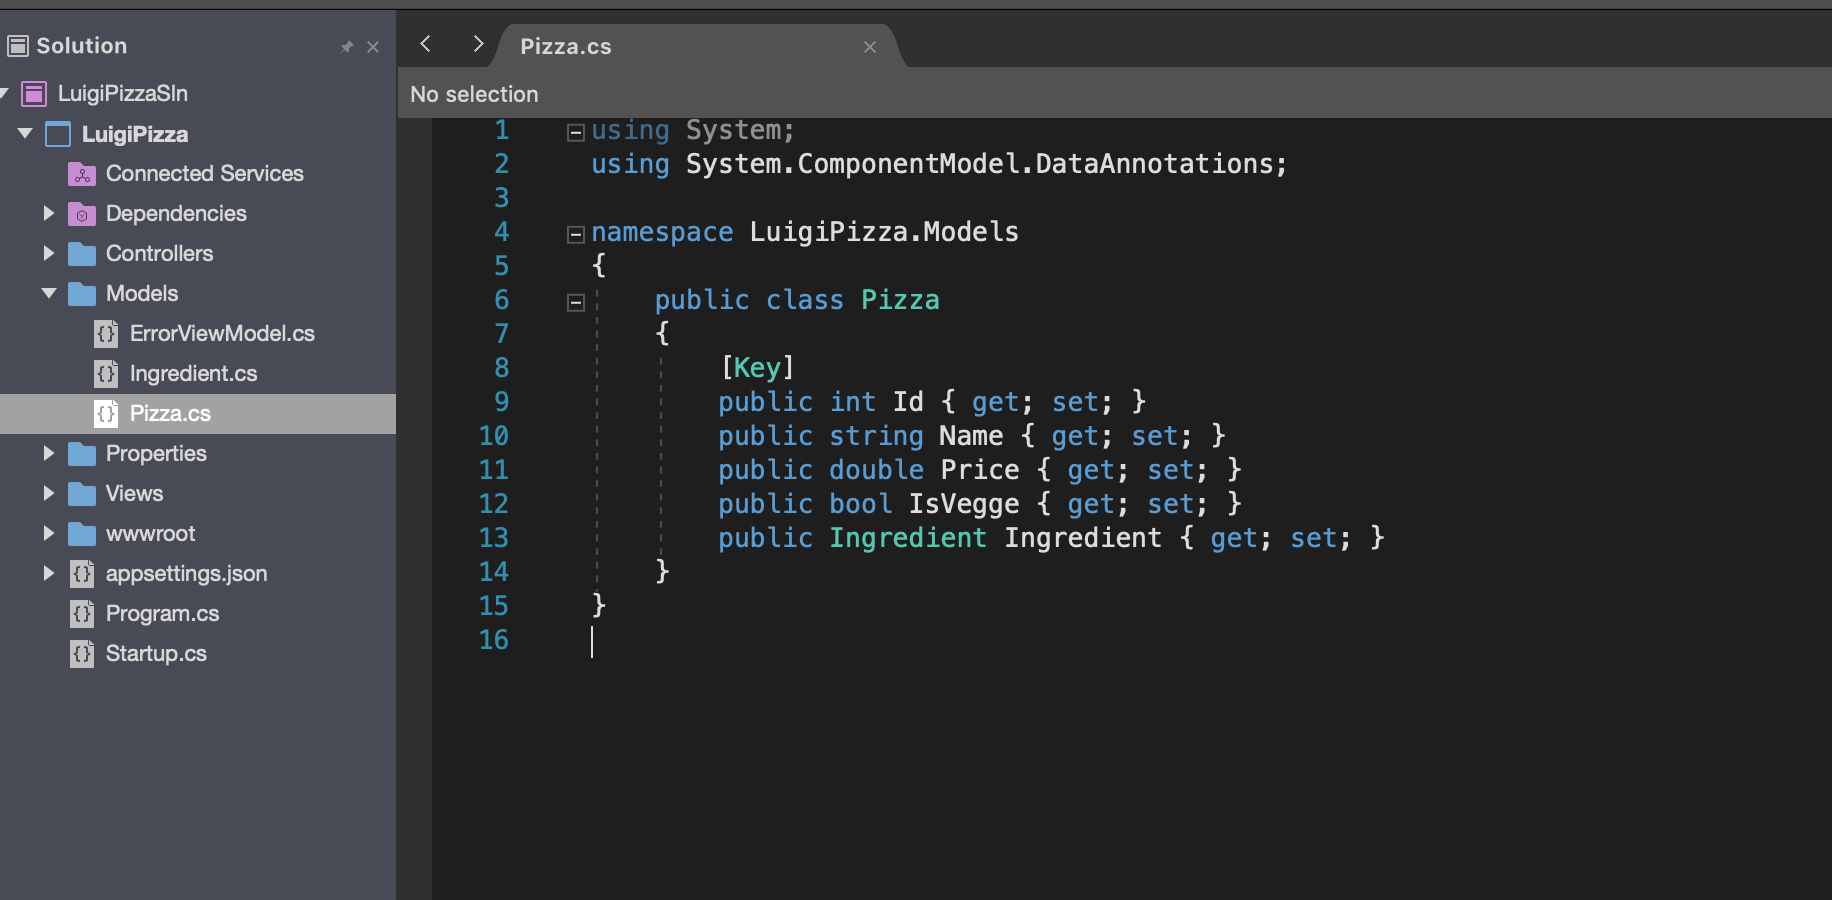 Solution
LuigiPizzaSln
LuigiPizza
Connected Services
Dependencies
Controllers
Models
ErrorViewModel.cs
Ingredient.cs
Pizza.cs
Properties
Views
wwwroot
appsettings.json
Program.cs
Startup.cs
Pizza.cs
No selection
1 using System;
2 using System.ComponentModel.DataAnnotations;
3
4 namespace LuigiPizza.Models
5 {
6 public class Pizza
7 {
8 [Key]
9 public int Id { get; set; }
10 public string Name { get; set; }
11 public double Price { get; set; }
12 public bool IsVegge { get; set; }
13 public Ingredient Ingredient { get; set; }
14 }
15 }
16